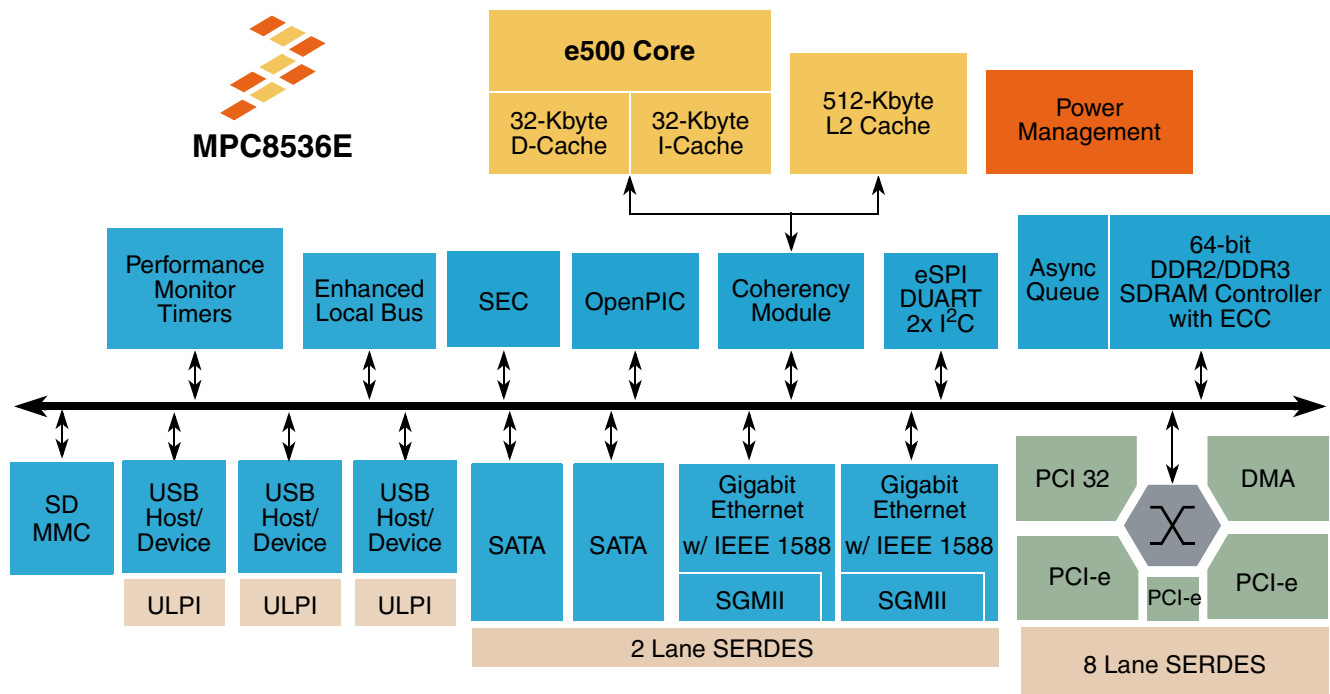 MPC8536E
e500 Core
32-Kbyte
D-Cache
32-Kbyte
I-Cache
512-Kbyte
L2 Cache
Power
Management
Performance
Monitor
Timers
Enhanced
Local Bus
SEC
OpenPIC
Coherency
Module
eSPI
DUART
2x I²C
Async
Queue
64-bit
DDR2/DDR3
SDRAM Controller
with ECC
SD
MMC
USB
Host/
Device
ULPI
USB
Host/
Device
ULPI
USB
Host/
Device
ULPI
SATA
SATA
Gigabit
Ethernet
w/ IEEE 1588
SGMII
Gigabit
Ethernet
w/ IEEE 1588
SGMII
2 Lane SERDES
PCI 32
DMA
PCI-e
PCI-e
PCI-e
8 Lane SERDES